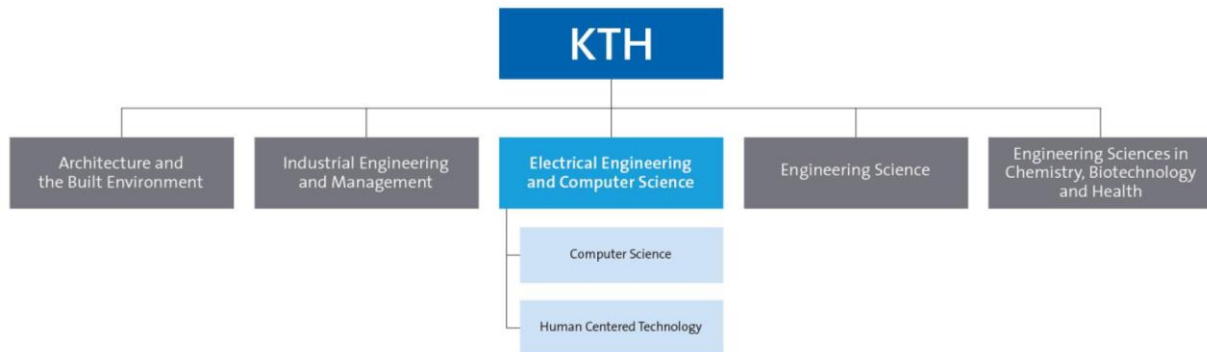 KTH
Architecture and
the Built Environment
Industrial Engineering
and Management
Electrical Engineering
and Computer Science
Engineering Science
Engineering Sciences in
Chemistry, Biotechnology
and Health
Computer Science
Human Centered Technology